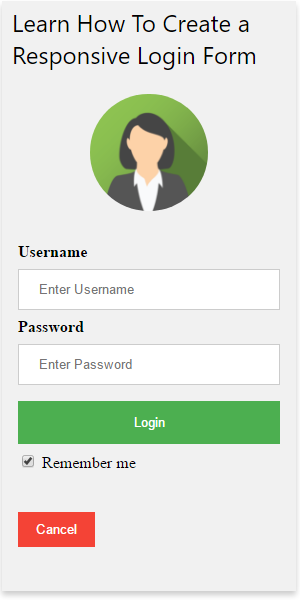 Learn How To Create a
Responsive Login Form
Username
Enter Username
Password
Enter Password
Login
Remember me
Cancel